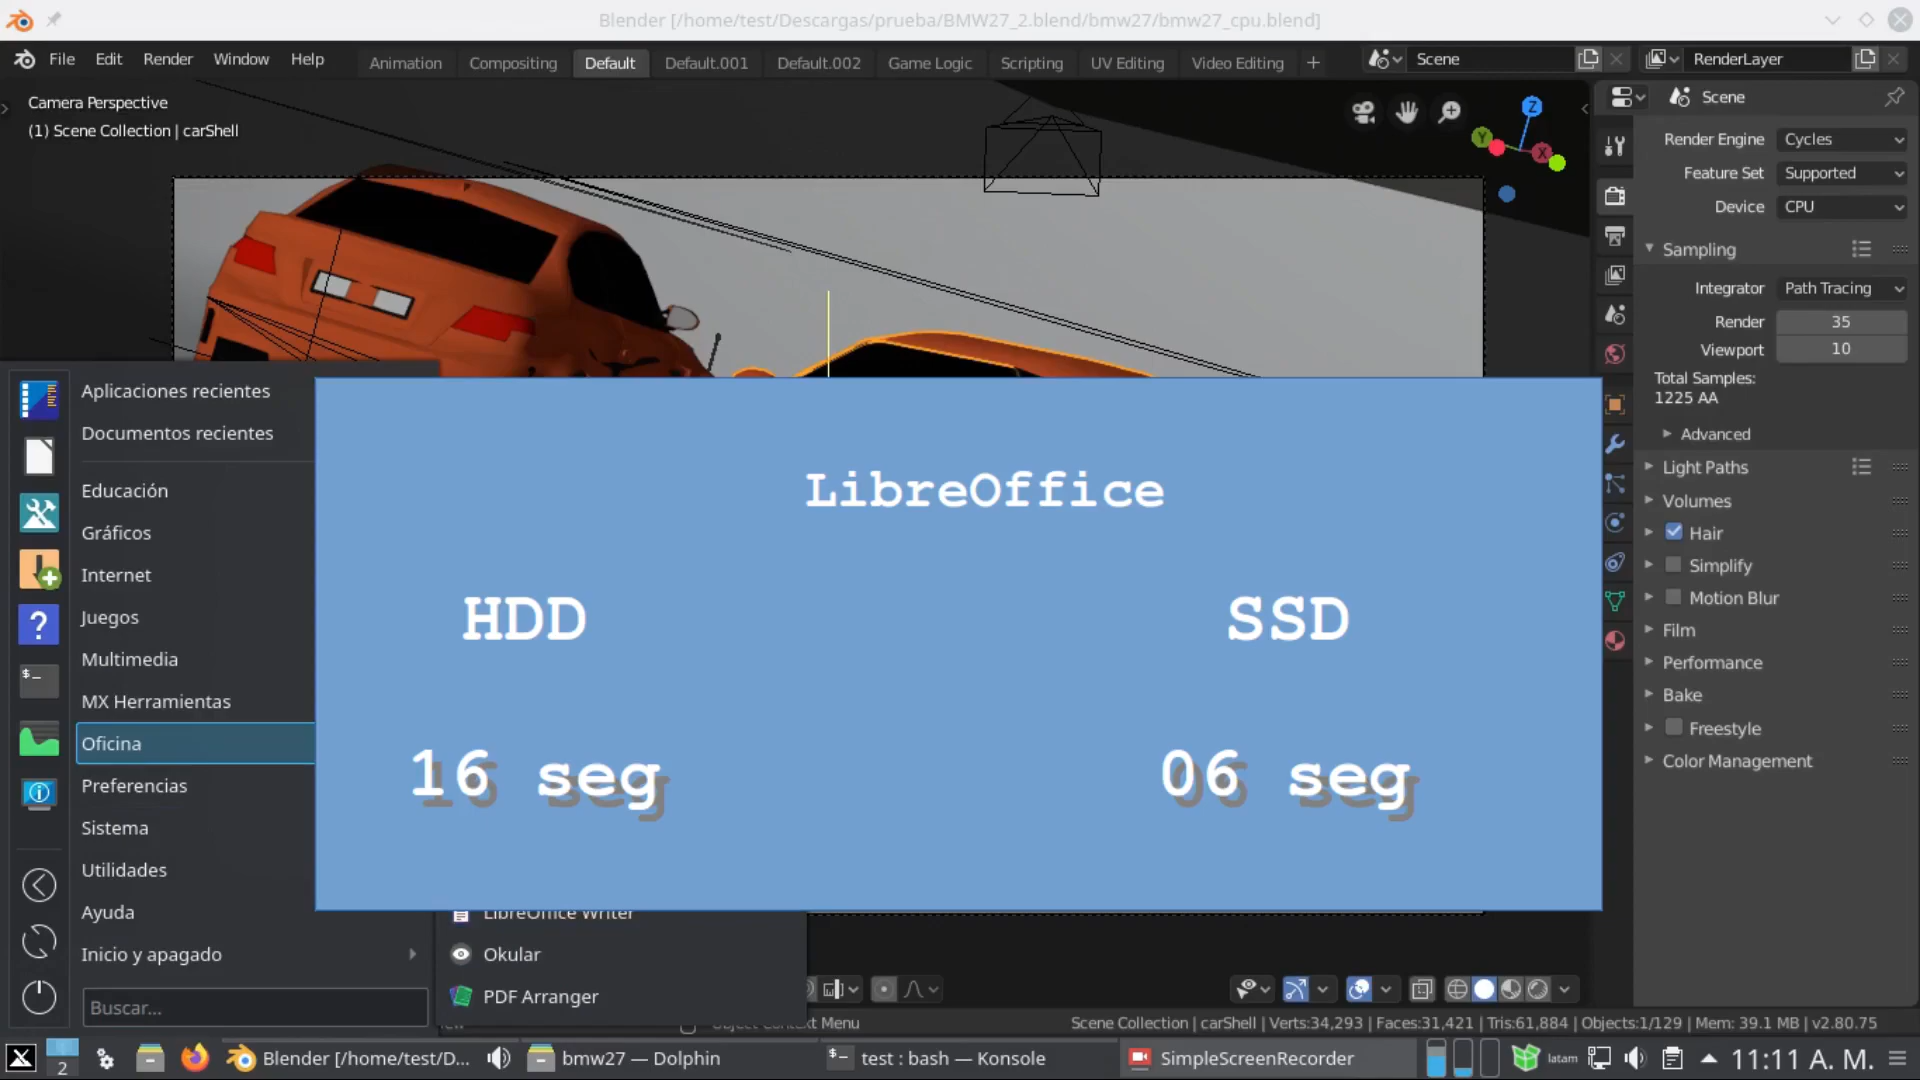 Blender [/home/test/Descargas/prueba/BMW27_2.blend/bmw27/bmw27_cpu.blend]
File Edit Render Window Help Animation Compositing Default Default.001 Default.002 Game Logic Scripting UV Editing Video Editing + Scene RenderLayer
Camera Perspective
(1) Scene Collection | carShell
Z
Y
X
Scene
Render Engine Cycles
Feature Set Supported
Device CPU
Sampling
Integrator Path Tracing
Render 35
Viewport 10
Total Samples:
1225 AA
Advanced
Light Paths
Volumes
Hair
Simplify
Motion Blur
Film
Performance
Bake
Freestyle
Color Management
Aplicaciones recientes
Documentos recientes
Educación
Gráficos
Internet
Juegos
Multimedia
MX Herramientas
Oficina
Preferencias
Sistema
Utilidades
Ayuda
Inicio y apagado
Buscar...
LibreOffice
HDD SSD
16 seg 06 seg
LibreOffice Writer
Okular
PDF Arranger
Object Context Menu
Scene Collection | carShell | Verts:34,293 | Faces:31,421 | Tris:61,884 | Objects:1/129 | Mem: 39.1 MB | v2.80.75
2 Blender [/home/test/D... bmw27 — Dolphin test : bash — Konsole SimpleScreenRecorder latam 11:11 A. M.